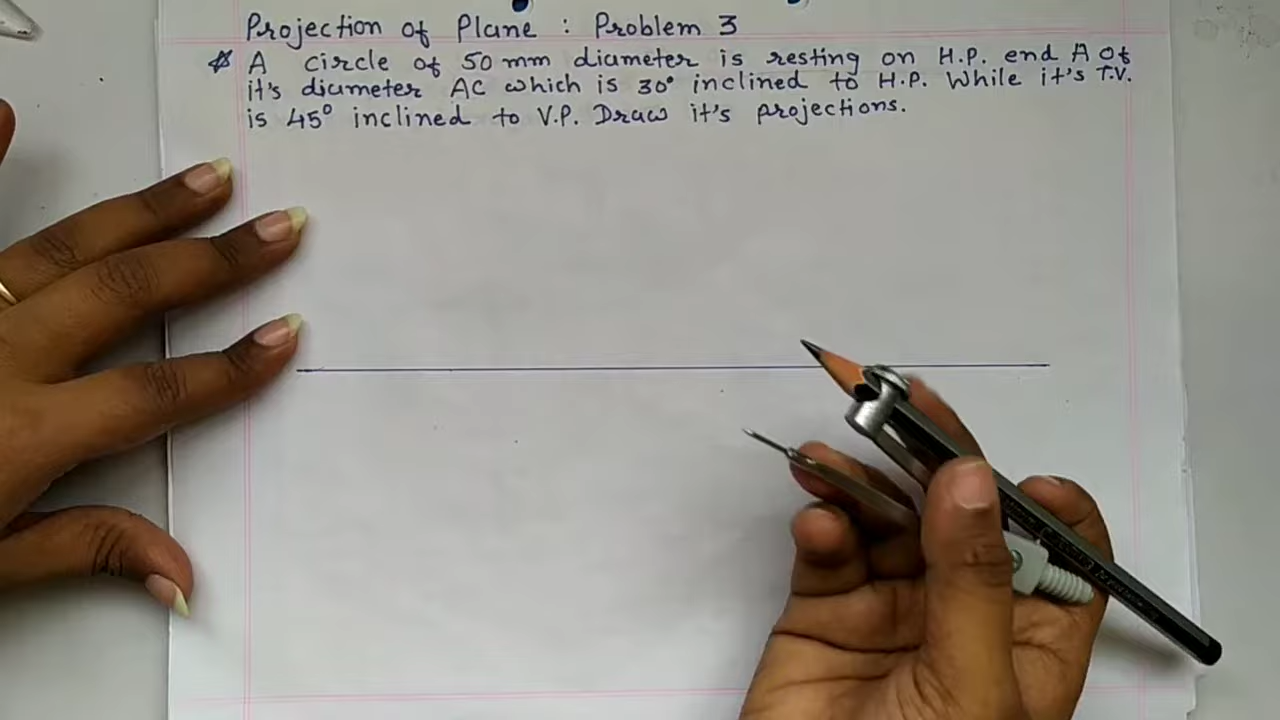 Projection of Plane : Problem 3
A circle of 50 mm diameter is resting on H.P. end A of
it's diameter AC which is 30° inclined to H.P. While it's T.V.
is 45° inclined to V.P. Draw it's projections.